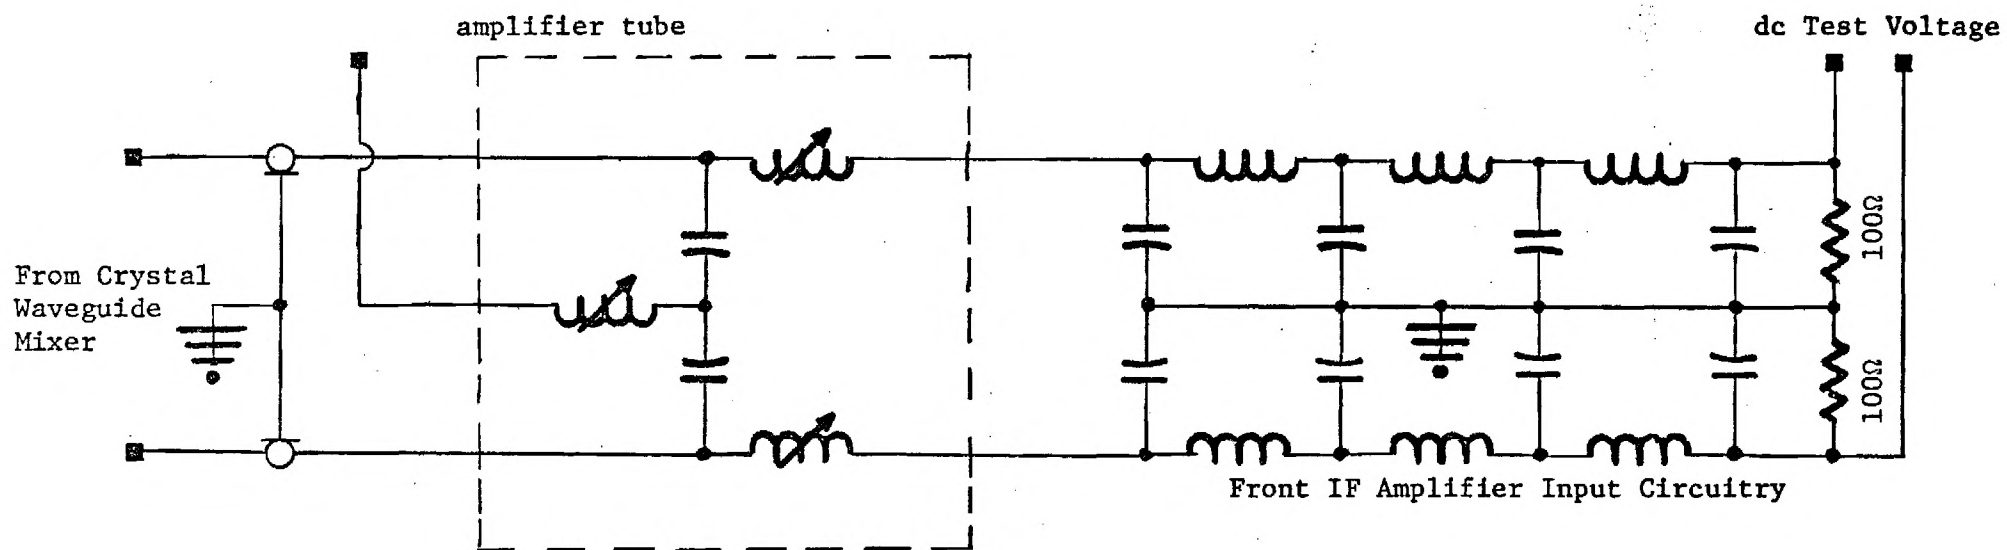 amplifier tube
dc Test Voltage
From Crystal
Waveguide
Mixer
100Ω
100Ω
Front IF Amplifier Input Circuitry